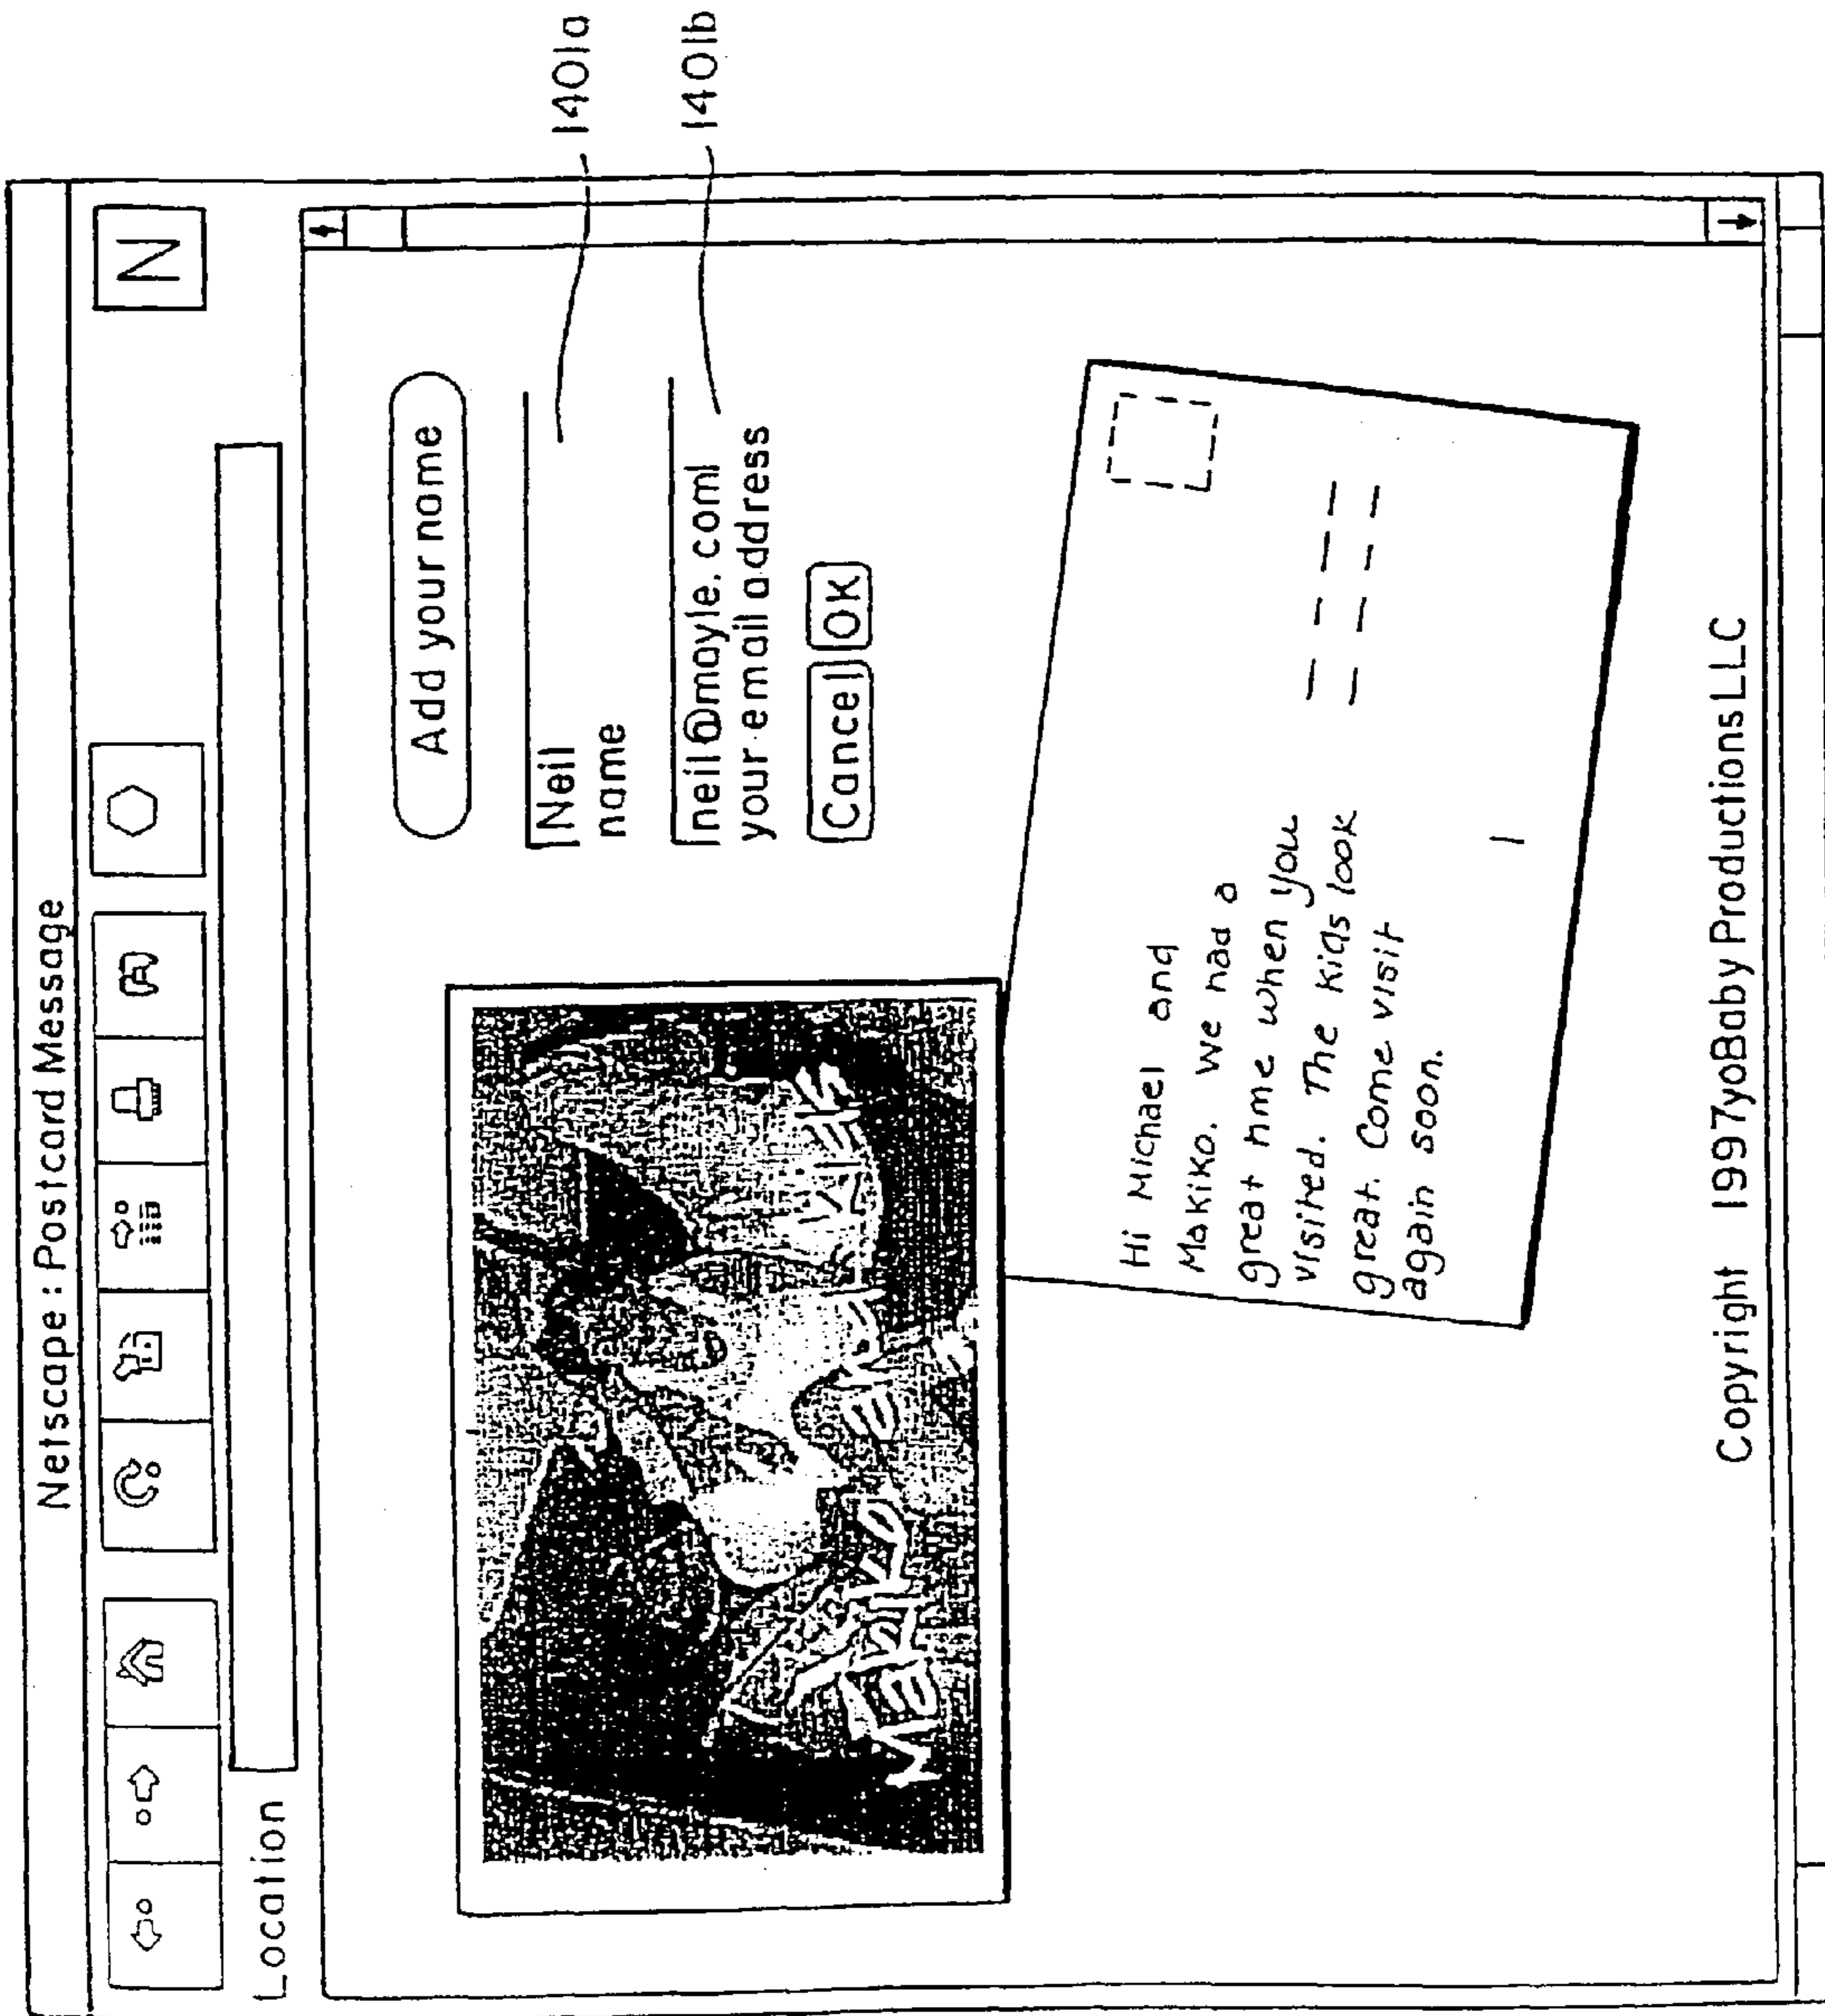 Netscape : Postcard Message
N
Location
Add your name
Neil
name
neil@mayle.com
your email address
Cancel OK
1401a
1401b
Hi Michael and
Makiko. We had a
great time when you
visited. The kids look
great. Come visit
again soon.
Copyright 1997 yoBaby Productions LLC